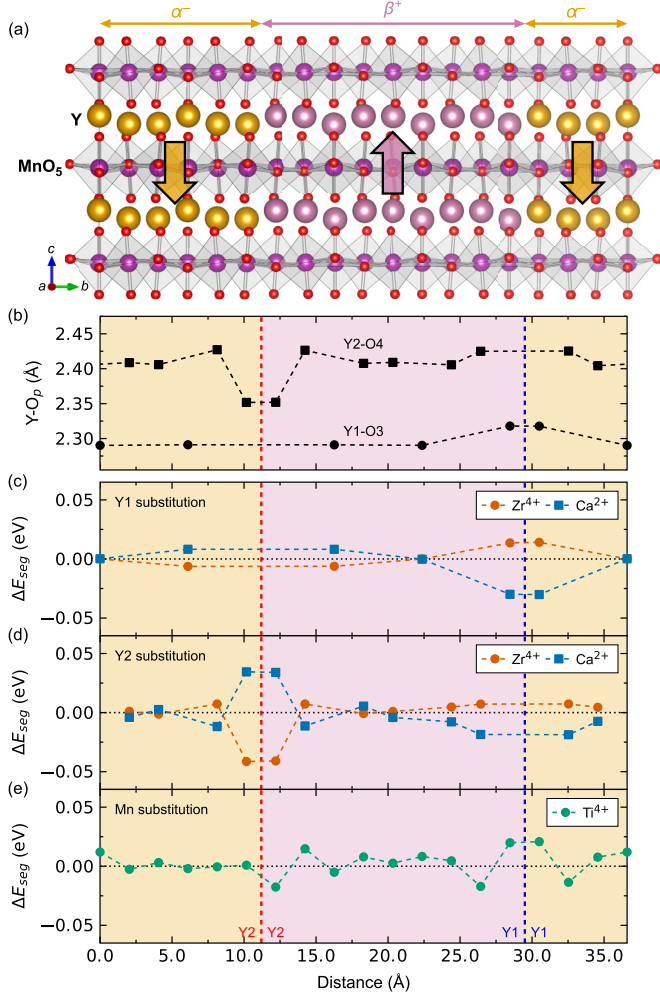 α⁻ β⁺ α⁻
(a)
Y
MnO₅
c
a b
(b)
2.45
2.40
2.35
2.30
Y-Oₚ (Å)
Y2-O4
Y1-O3
(c)
0.05
0.00
−0.05
ΔE_seg (eV)
Y1 substitution
Zr⁴⁺ Ca²⁺
(d)
0.05
0.00
−0.05
ΔE_seg (eV)
Y2 substitution
Zr⁴⁺ Ca²⁺
(e)
0.05
0.00
−0.05
ΔE_seg (eV)
Mn substitution
Ti⁴⁺
Y2 Y2 Y1 Y1
0.0 5.0 10.0 15.0 20.0 25.0 30.0 35.0
Distance (Å)